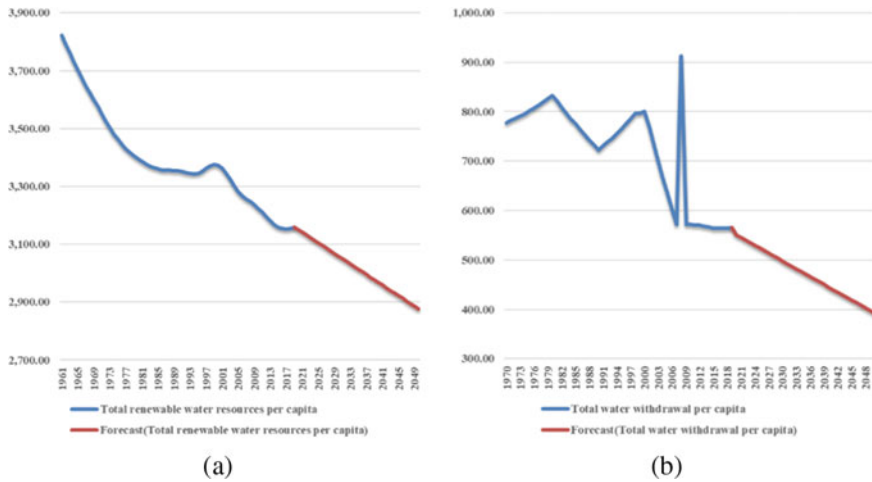 3,900.00
3,700.00
3,500.00
3,300.00
3,100.00
2,900.00
2,700.00
1961 1965 1969 1973 1977 1981 1985 1989 1993 1997 2001 2005 2009 2013 2017 2021 2025 2029 2033 2037 2041 2045 2049
Total renewable water resources per capita
Forecast(Total renewable water resources per capita)
(a)
1,000.00
900.00
800.00
700.00
600.00
500.00
400.00
300.00
1970 1973 1976 1979 1982 1985 1988 1991 1994 1997 2000 2003 2006 2009 2012 2015 2018 2021 2024 2027 2030 2033 2036 2039 2042 2045 2048
Total water withdrawal per capita
Forecast(Total water withdrawal per capita)
(b)